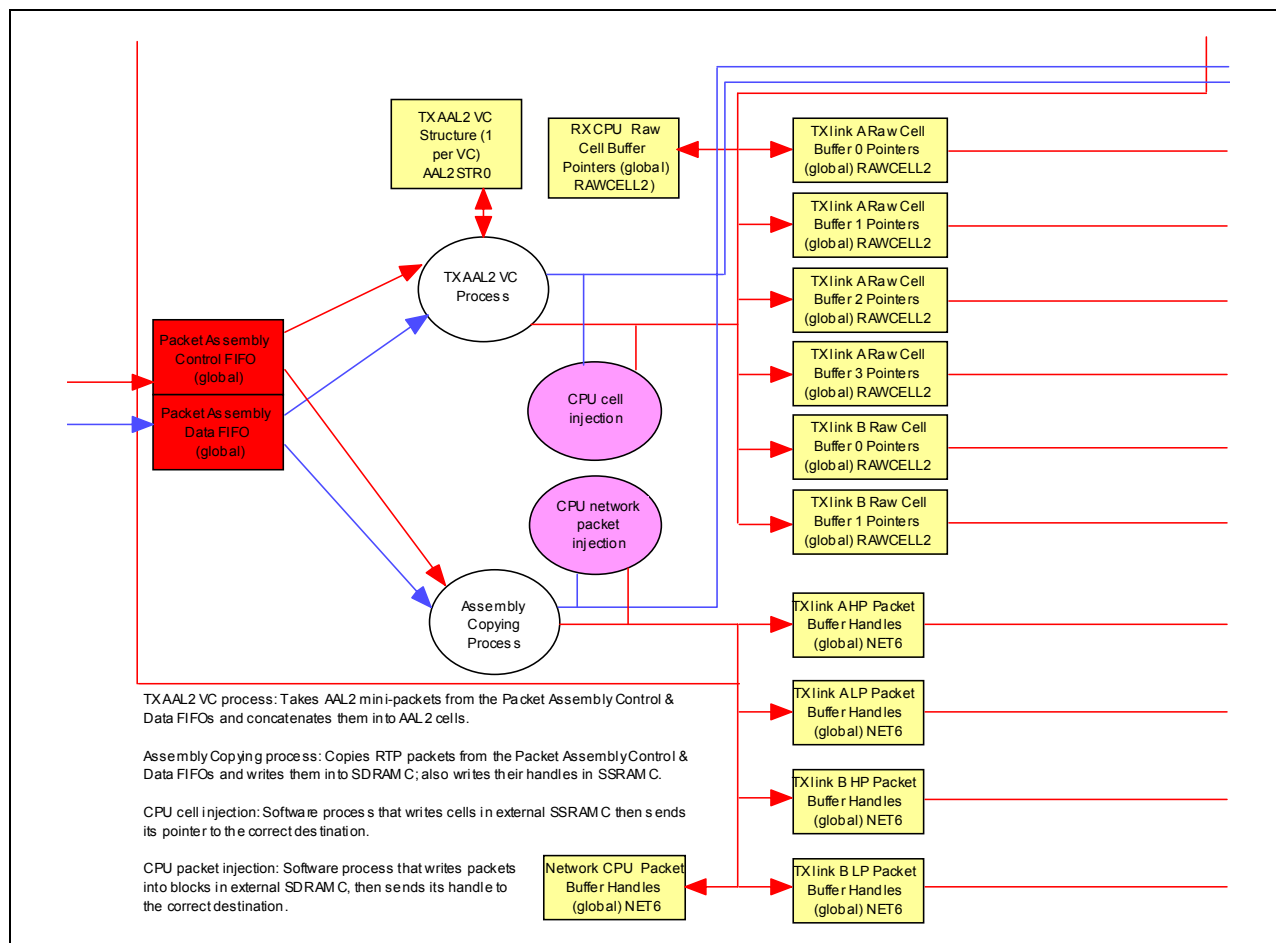 TX AAL2 VC
Structure (1
per VC)
AAL2STR0
RX CPU Raw
Cell Buffer
Pointers (global)
RAWCELL2)
TXlink A Raw Cell
Buffer 0 Pointers
(global) RAWCELL2
TXlink A Raw Cell
Buffer 1 Pointers
(global) RAWCELL2
TX AAL2 VC
Process
TXlink A Raw Cell
Buffer 2 Pointers
(global) RAWCELL2
Packet Assembly
Control FIFO
(global)
Packet Assembly
Data FIFO
(global)
TXlink A Raw Cell
Buffer 3 Pointers
(global) RAWCELL2
CPU cell
injection
TXlink B Raw Cell
Buffer 0 Pointers
(global) RAWCELL2
CPU network
packet
injection
TXlink B Raw Cell
Buffer 1 Pointers
(global) RAWCELL2
Assembly
Copying
Process
TXlink A HP Packet
Buffer Handles
(global) NET6
TXlink A LP Packet
Buffer Handles
(global) NET6
TXlink B HP Packet
Buffer Handles
(global) NET6
TXlink B LP Packet
Buffer Handles
(global) NET6
Network CPU Packet
Buffer Handles
(global) NET6
TX AAL2 VC process: Takes AAL2 mini-packets from the Packet Assembly Control &
Data FIFOs and concatenates them into AAL2 cells.
Assembly Copying process: Copies RTP packets from the Packet Assembly Control &
Data FIFOs and writes them into SDRAM C; also writes their handles in SSRAM C.
CPU cell injection: Software process that writes cells in external SSRAM C then sends
its pointer to the correct destination.
CPU packet injection: Software process that writes packets
into blocks in external SDRAM C, then sends its handle to
the correct destination.